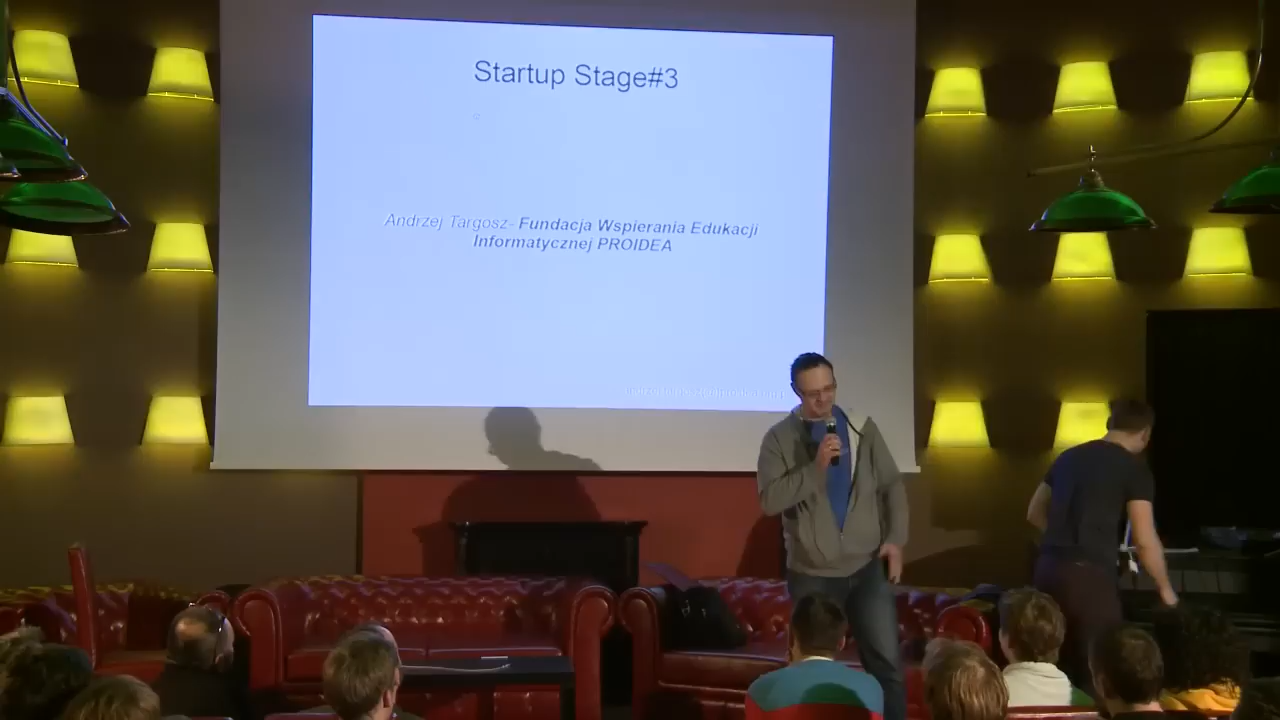 Startup Stage#3
Andrzej Targosz- Fundacja Wspierania Edukacji
Informatycznej PROIDEA